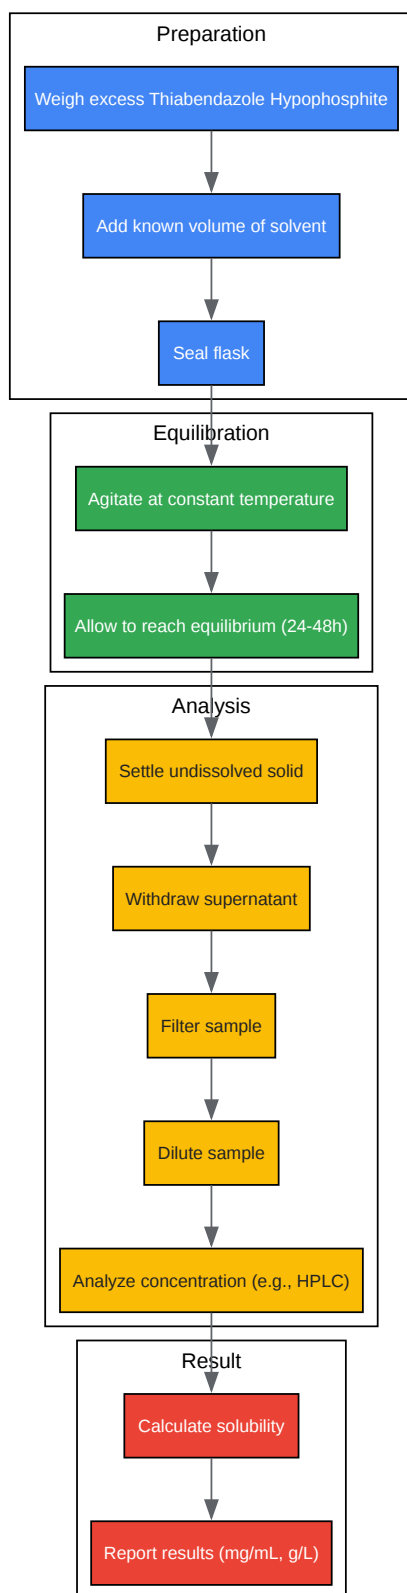 Preparation
Weigh excess Thiabendazole Hypophosphite
Add known volume of solvent
Seal flask
Equilibration
Agitate at constant temperature
Allow to reach equilibrium (24-48h)
Analysis
Settle undissolved solid
Withdraw supernatant
Filter sample
Dilute sample
Analyze concentration (e.g., HPLC)
Result
Calculate solubility
Report results (mg/mL, g/L)